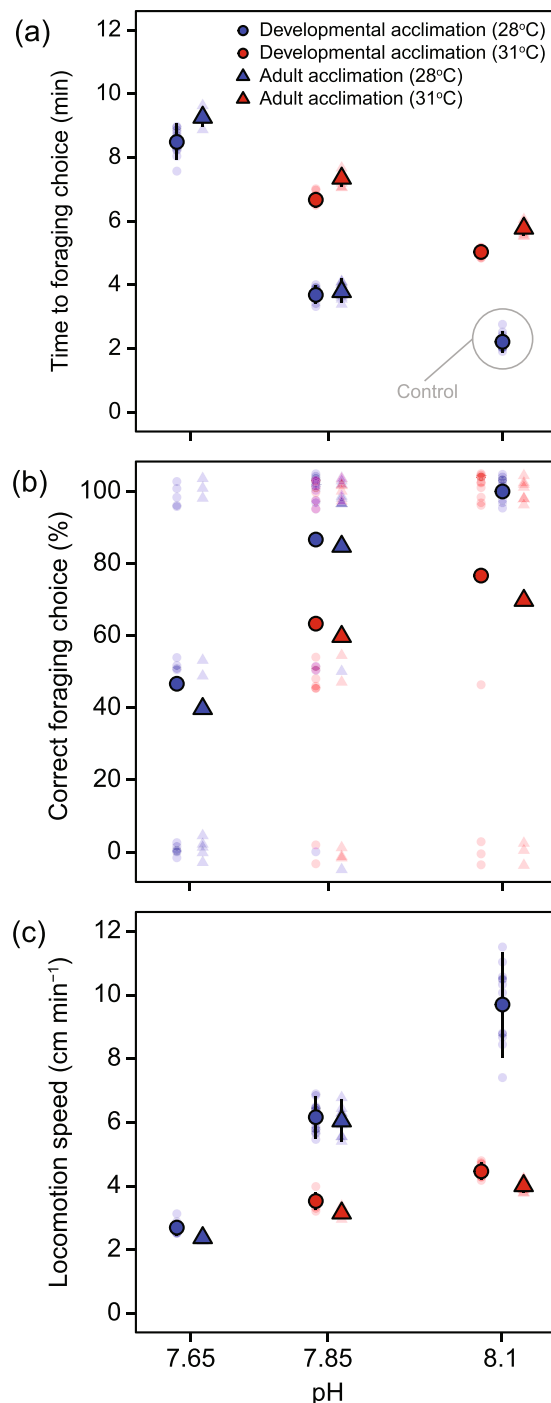 (a)
12
10
8
6
4
2
0
Time to foraging choice (min)
Developmental acclimation (28°C)
Developmental acclimation (31°C)
Adult acclimation (28°C)
Adult acclimation (31°C)
Control
(b)
100
80
60
40
20
0
Correct foraging choice (%)
(c)
12
10
8
6
4
2
0
Locomotion speed (cm min⁻¹)
7.65 7.85 8.1
pH